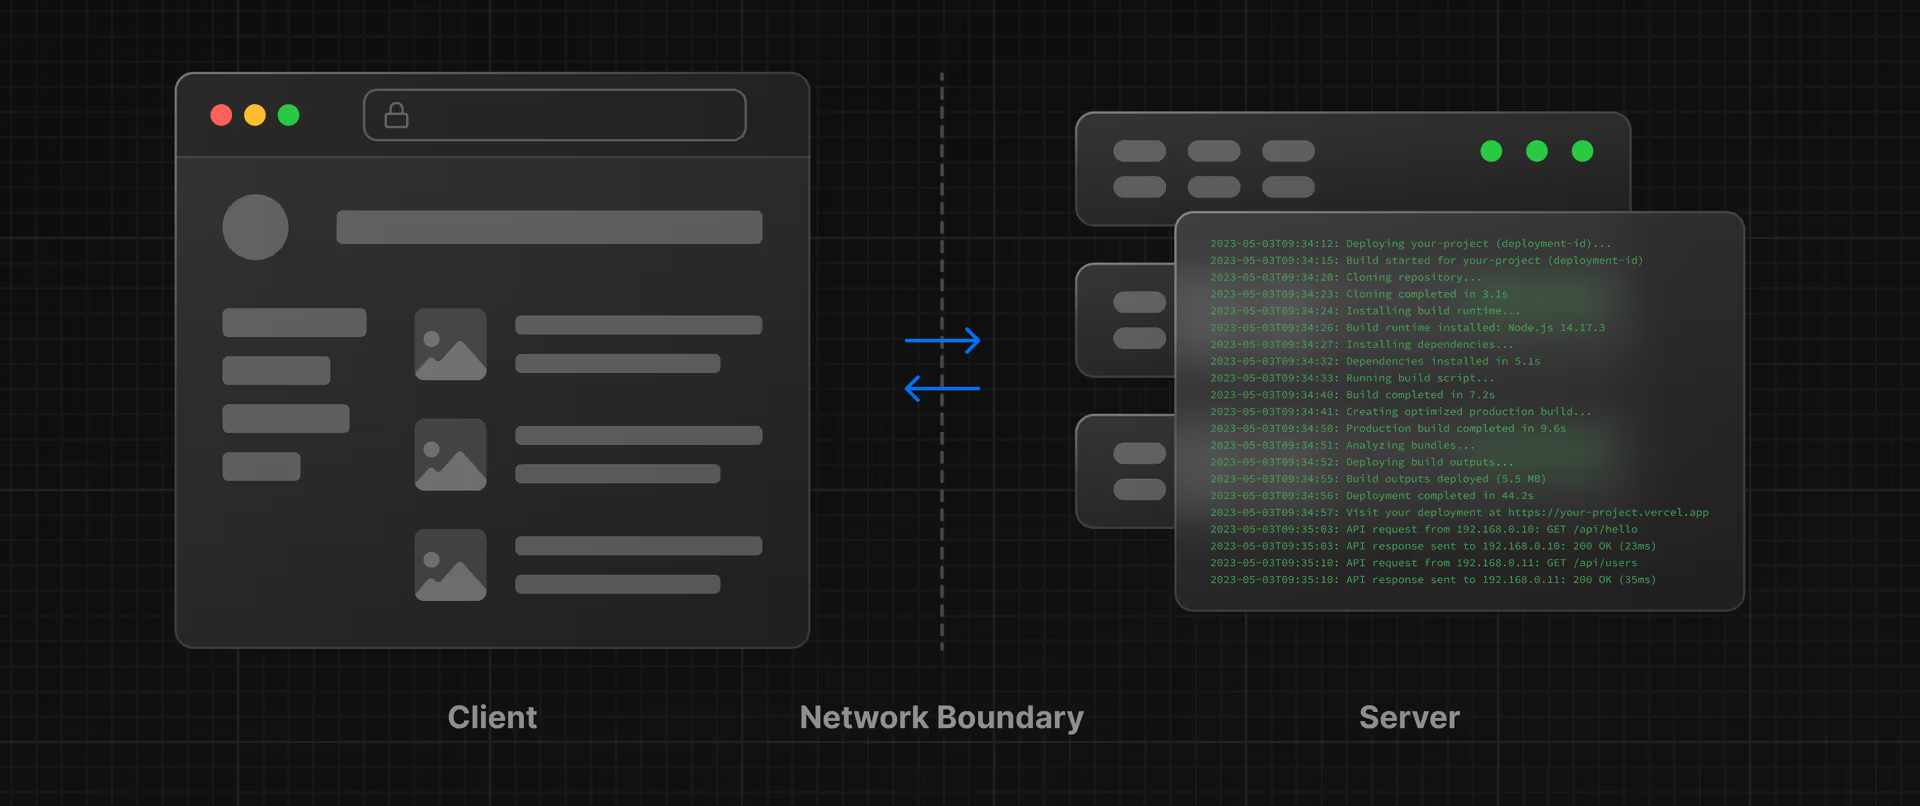 2023-05-03T09:34:12: Deploying your-project (deployment-id)...
2023-05-03T09:34:15: Build started for your-project (deployment-id)
2023-05-03T09:34:20: Cloning repository...
2023-05-03T09:34:23: Cloning completed in 3.1s
2023-05-03T09:34:24: Installing build runtime...
2023-05-03T09:34:26: Build runtime installed: Node.js 14.17.3
2023-05-03T09:34:27: Installing dependencies...
2023-05-03T09:34:32: Dependencies installed in 5.1s
2023-05-03T09:34:33: Running build script...
2023-05-03T09:34:40: Build completed in 7.2s
2023-05-03T09:34:41: Creating optimized production build...
2023-05-03T09:34:50: Production build completed in 9.6s
2023-05-03T09:34:51: Analyzing bundles...
2023-05-03T09:34:52: Deploying build outputs...
2023-05-03T09:34:55: Build outputs deployed (5.5 MB)
2023-05-03T09:34:56: Deployment completed in 44.2s
2023-05-03T09:34:57: Visit your deployment at https://your-project.vercel.app
2023-05-03T09:35:03: API request from 192.168.0.10: GET /api/hello
2023-05-03T09:35:03: API response sent to 192.168.0.10: 200 OK (23ms)
2023-05-03T09:35:10: API request from 192.168.0.11: GET /api/users
2023-05-03T09:35:10: API response sent to 192.168.0.11: 200 OK (35ms)
Client
Network Boundary
Server